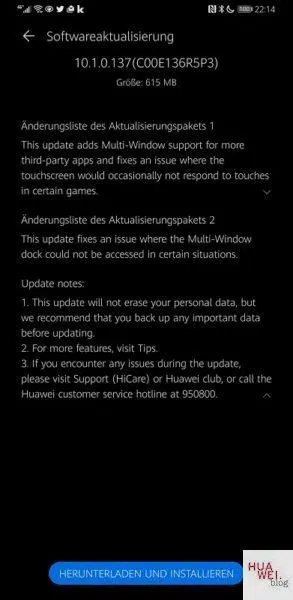 22:14
Softwareaktualisierung
10.1.0.137(C00E136R5P3)
Größe: 615 MB
Änderungsliste des Aktualisierungspakets 1
This update adds Multi-Window support for more
third-party apps and fixes an issue where the
touchscreen would occasionally not respond to touches
in certain games.
Änderungsliste des Aktualisierungspakets 2
This update fixes an issue where the Multi-Window
dock could not be accessed in certain situations.
Update notes:
1. This update will not erase your personal data, but
we recommend that you back up any important data
before updating.
2. For more features, visit Tips.
3. If you encounter any issues during the update,
please visit Support (HiCare) or Huawei club, or call the
Huawei customer service hotline at 950800.
HERUNTERLADEN UND INSTALLIEREN
HUA
WEI.
blog